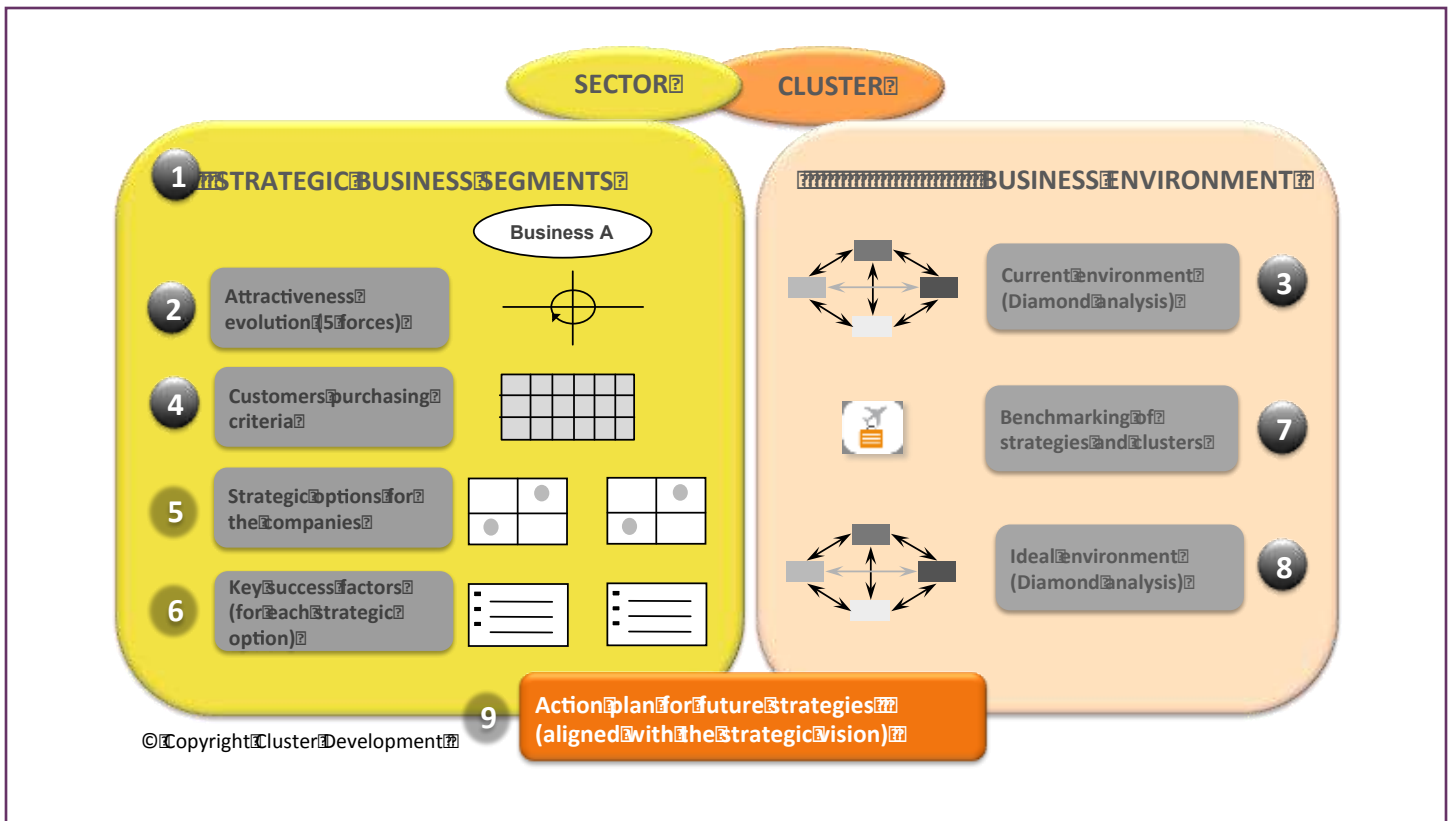 SECTOR
CLUSTER
1
STRATEGIC BUSINESS SEGMENTS
Business A
2
Attractiveness
evolution (5 forces)
4
Customers purchasing
criteria
5
Strategic options for
the companies
6
Key success factors
(for each strategic
option)
BUSINESS ENVIRONMENT
Current environment
(Diamond analysis)
3
Benchmarking of
strategies and clusters
7
Ideal environment
(Diamond analysis)
8
9
Action plan for future strategies
(aligned with the strategic vision)
© Copyright Cluster Development